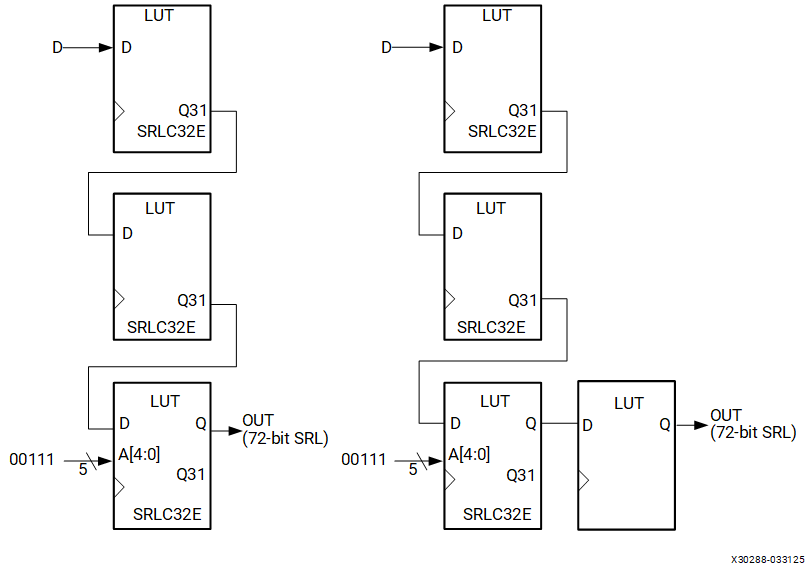 LUT
D
D
Q31
SRLC32E
LUT
D
Q31
SRLC32E
LUT
D
Q
OUT
(72-bit SRL)
00111
5
A[4:0]
Q31
SRLC32E
LUT
D
D
Q31
SRLC32E
LUT
D
Q31
SRLC32E
LUT
D
Q
00111
5
A[4:0]
Q31
SRLC32E
LUT
D
Q
OUT
(72-bit SRL)
X30288-033125